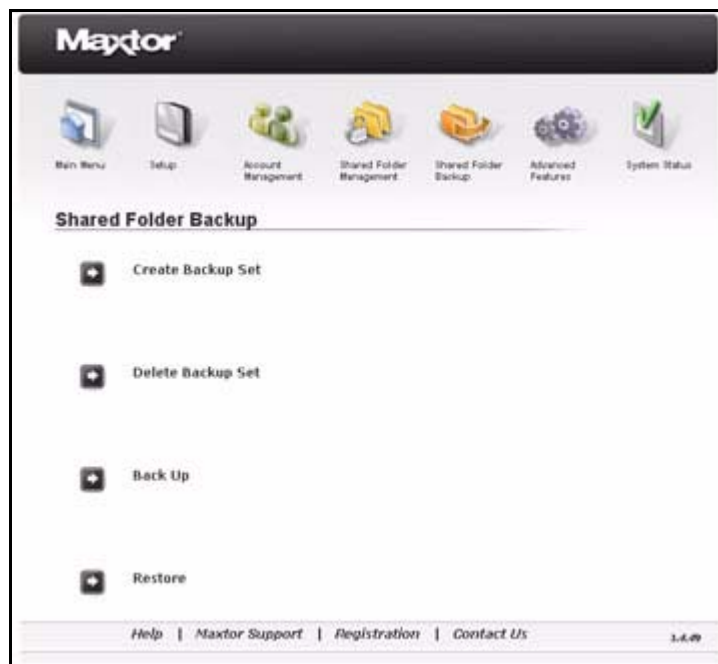 Maxtor
Main Menu
Setup
Account Management
Shared Folder Management
Shared Folder Backup
Advanced Features
System Status
Shared Folder Backup
Create Backup Set
Delete Backup Set
Back Up
Restore
Help | Maxtor Support | Registration | Contact Us